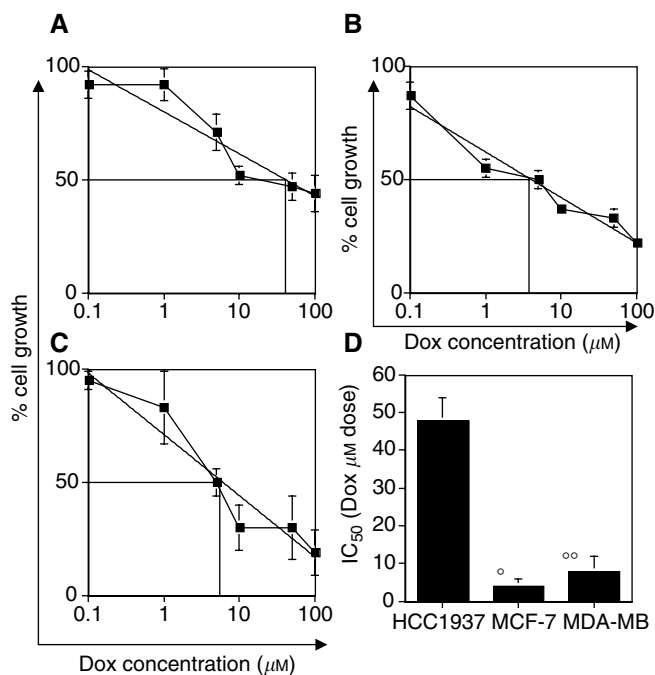 A
100
50
0
0.1 1 10 100
B
100
50
0
0.1 1 10 100
% cell growth
Dox concentration (μM)
C
100
50
0
0.1 1 10 100
% cell growth
Dox concentration (μM)
D
60
50
40
30
20
10
0
IC50 (Dox μM dose)
° °°
HCC1937 MCF-7 MDA-MB